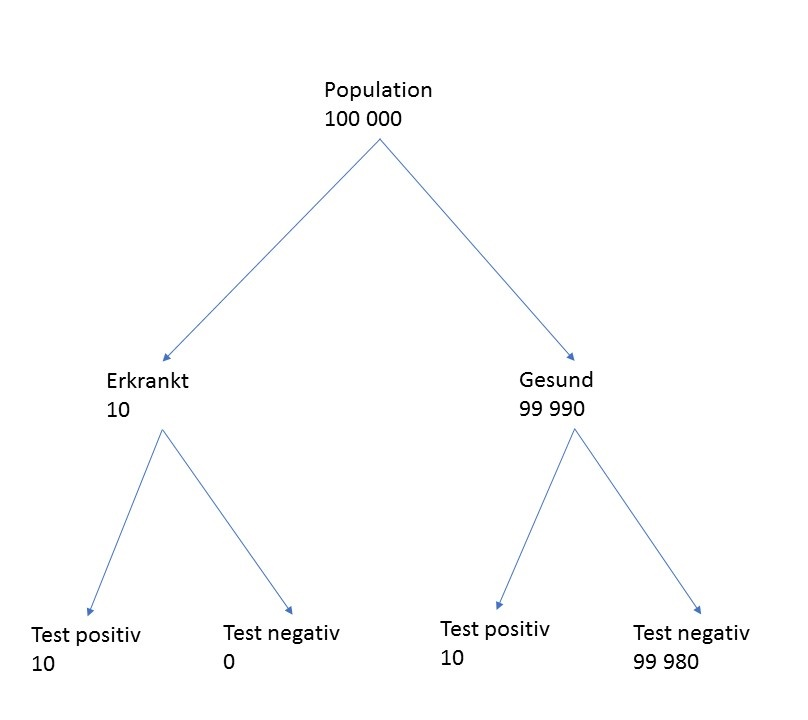 Population
100 000
Erkrankt
10
Gesund
99 990
Test positiv
10
Test negativ
0
Test positiv
10
Test negativ
99 980